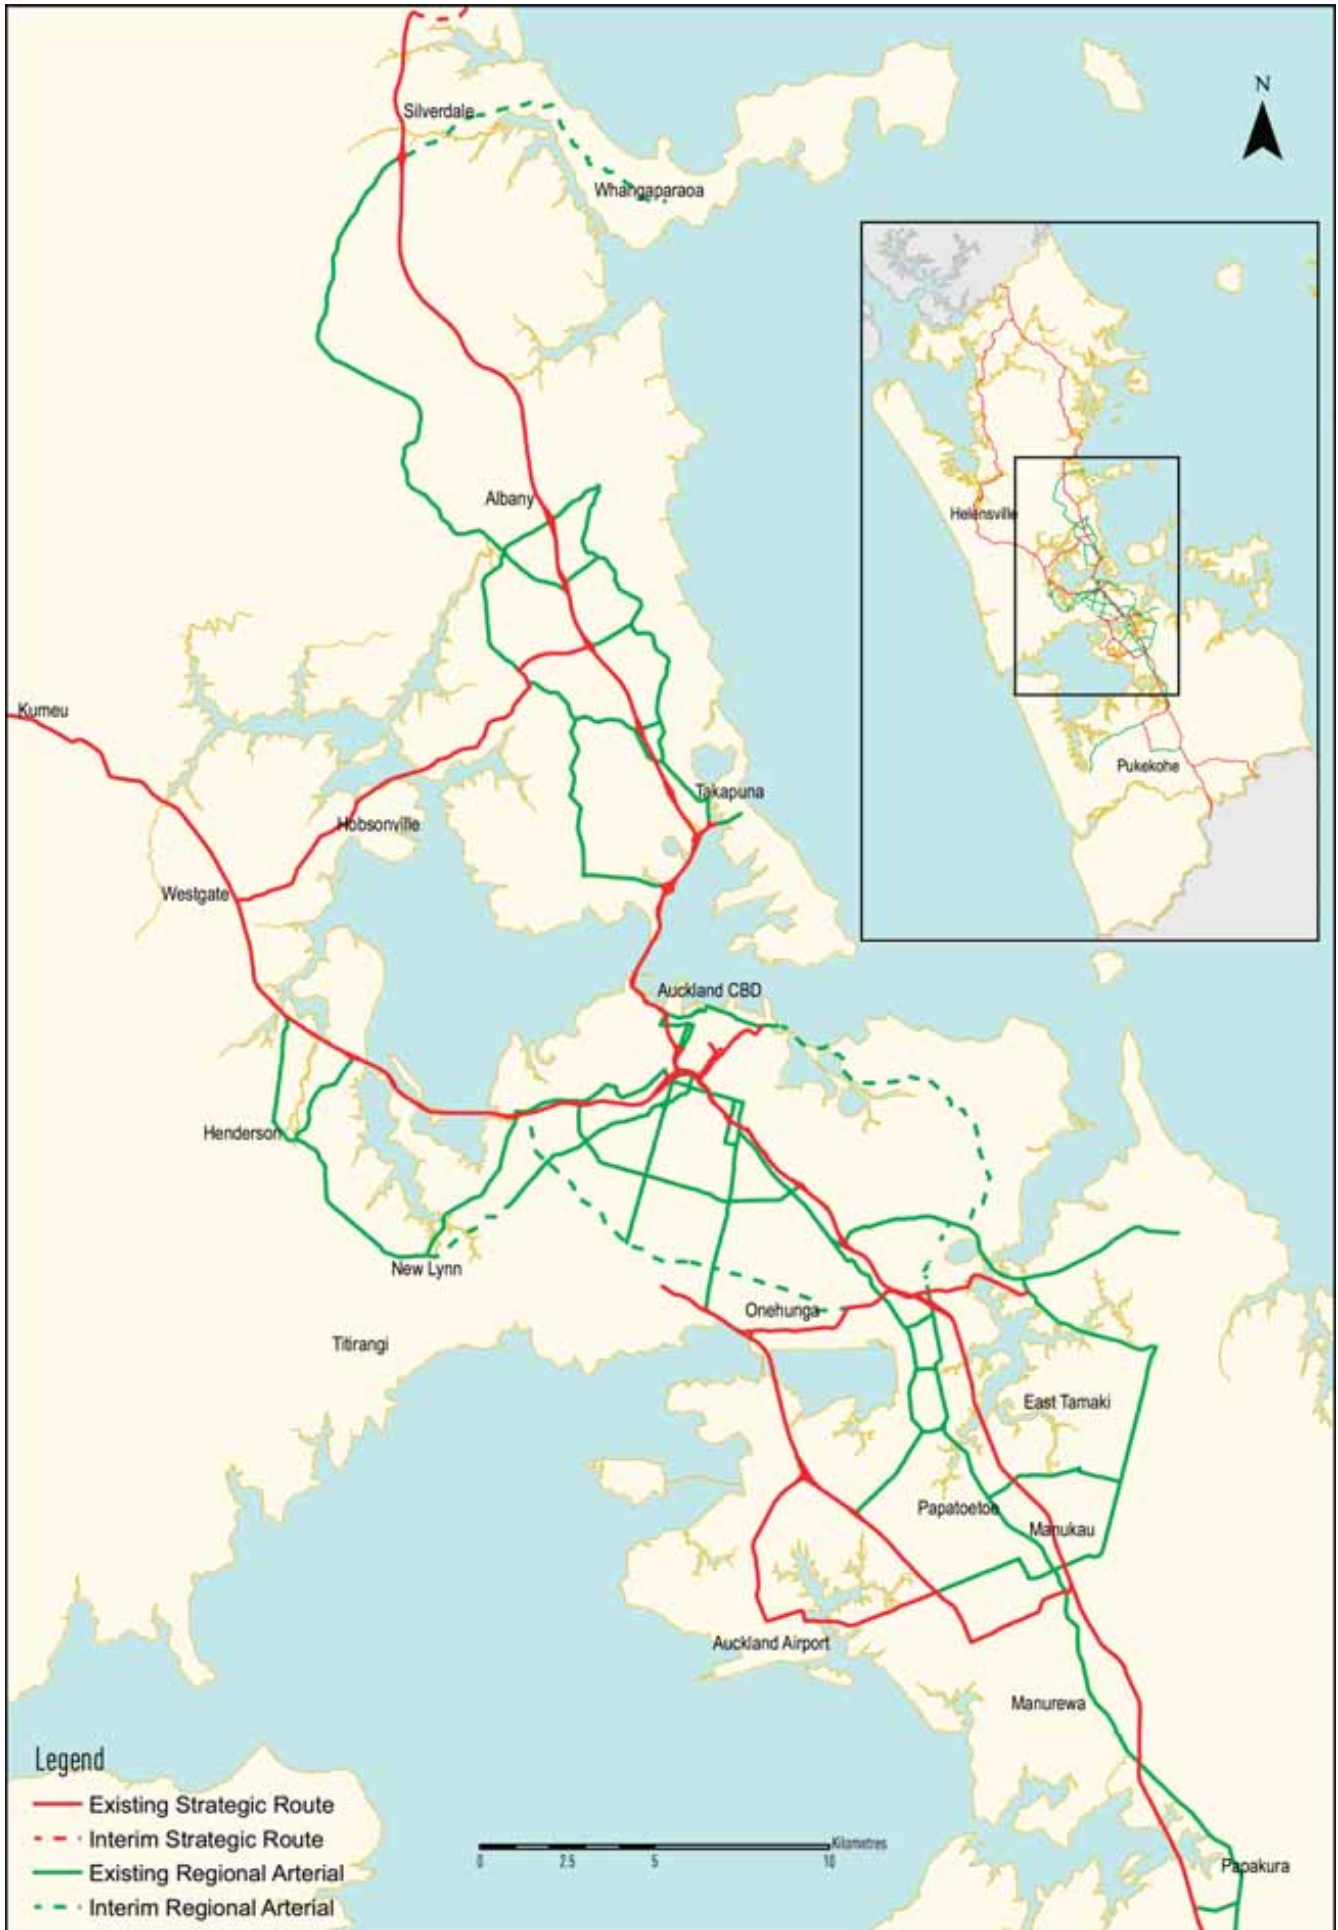 Silverdale
N
Whangaparaoa
Albany
Helensville
Kumeu
Pukekohe
Takapuna
Hobsonville
Westgate
Auckland CBD
Henderson
New Lynn
Onehunga
Titirangi
East Tamaki
Papatoetoe
Manukau
Auckland Airport
Manurewa
Legend
Existing Strategic Route
Interim Strategic Route
Existing Regional Arterial
Interim Regional Arterial
Kilometres
0 2.5 5 10
Papakura